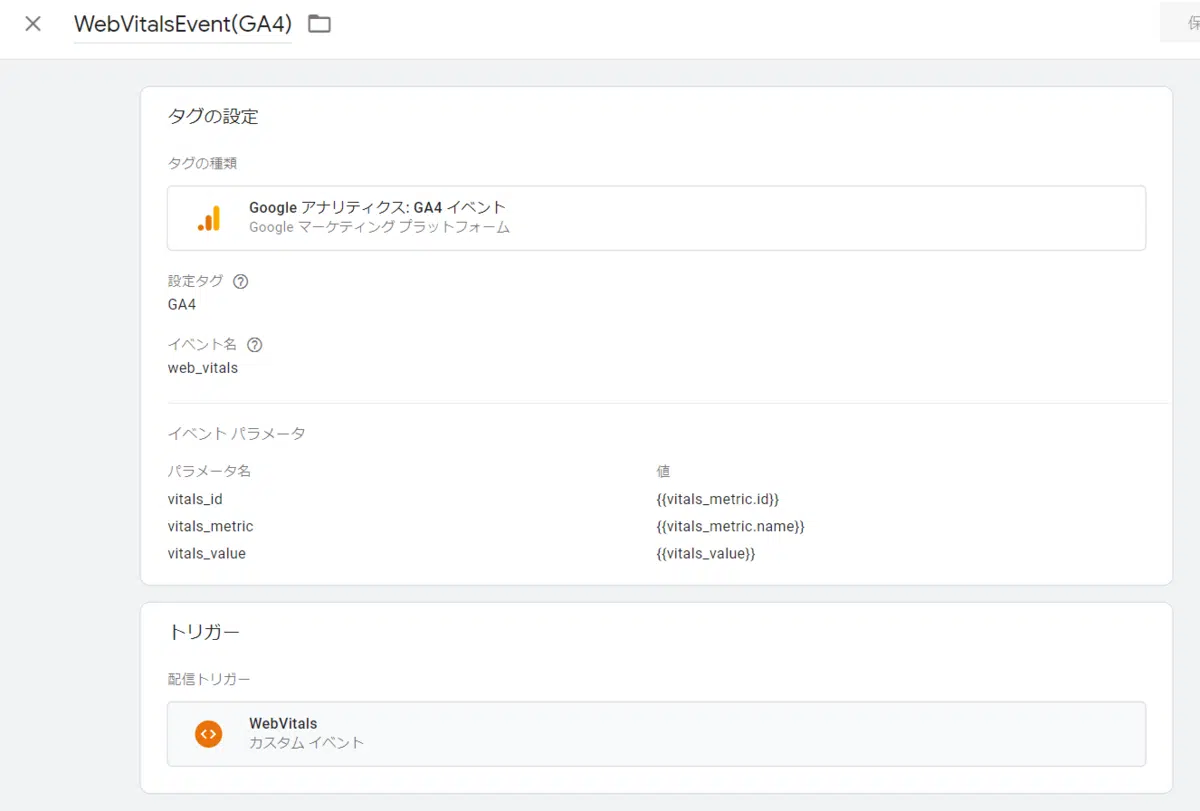 WebVitalsEvent(GA4)
タグの設定
タグの種類
Google アナリティクス: GA4 イベント
Google マーケティング プラットフォーム
設定タグ
GA4
イベント名
web_vitals
イベント パラメータ
パラメータ名 値
vitals_id {{vitals_metric.id}}
vitals_metric {{vitals_metric.name}}
vitals_value {{vitals_value}}
トリガー
配信トリガー
WebVitals
カスタム イベント